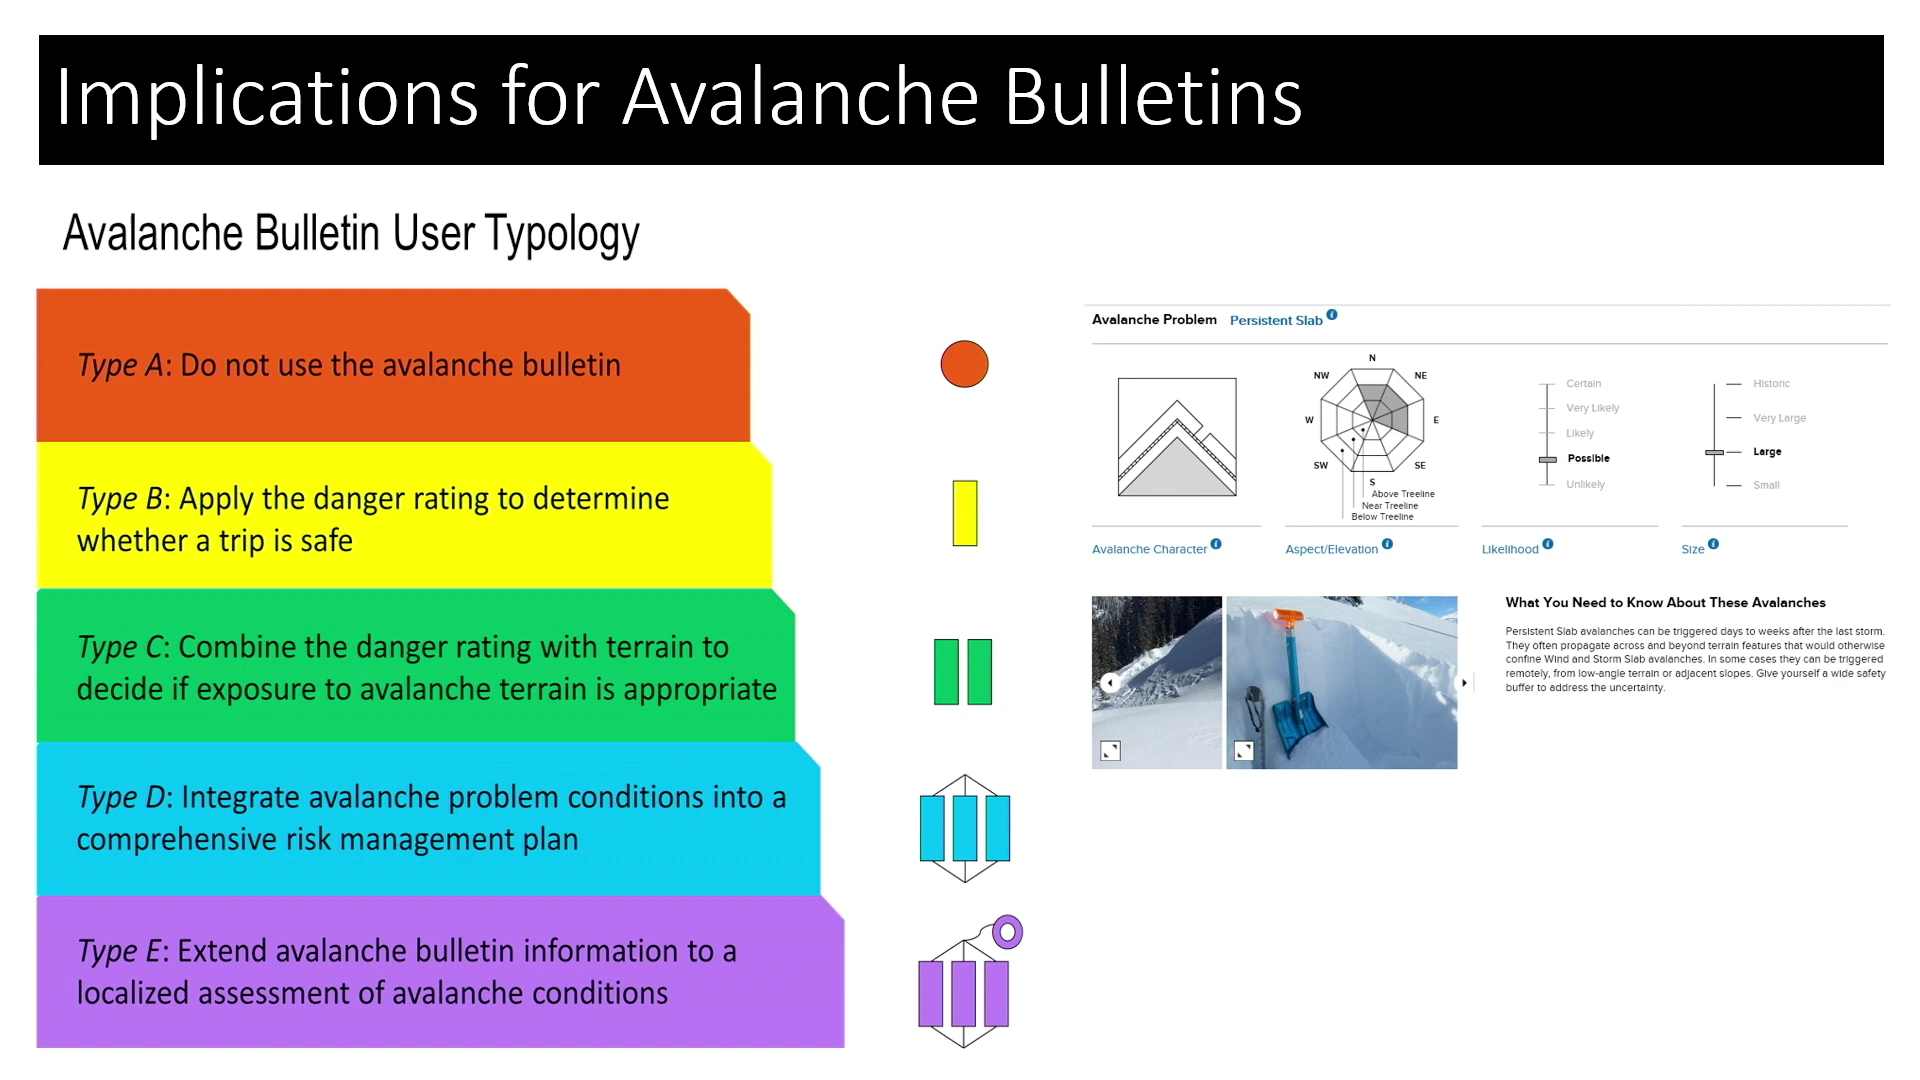 Implications for Avalanche Bulletins
Avalanche Bulletin User Typology
Type A: Do not use the avalanche bulletin
Type B: Apply the danger rating to determine
whether a trip is safe
Type C: Combine the danger rating with terrain to
decide if exposure to avalanche terrain is appropriate
Type D: Integrate avalanche problem conditions into a
comprehensive risk management plan
Type E: Extend avalanche bulletin information to a
localized assessment of avalanche conditions
Avalanche Problem Persistent Slab i
N
NW NE
W E
SW SE
S
Above Treeline
Near Treeline
Below Treeline
Certain
Very Likely
Likely
Possible
Unlikely
Historic
Very Large
Large
Small
Avalanche Character i
Aspect/Elevation i
Likelihood i
Size i
What You Need to Know About These Avalanches
Persistent Slab avalanches can be triggered days to weeks after the last storm.
They often propagate across and beyond terrain features that would otherwise
confine Wind and Storm Slab avalanches. In some cases they can be triggered
remotely, from low-angle terrain or adjacent slopes. Give yourself a wide safety
buffer to address the uncertainty.